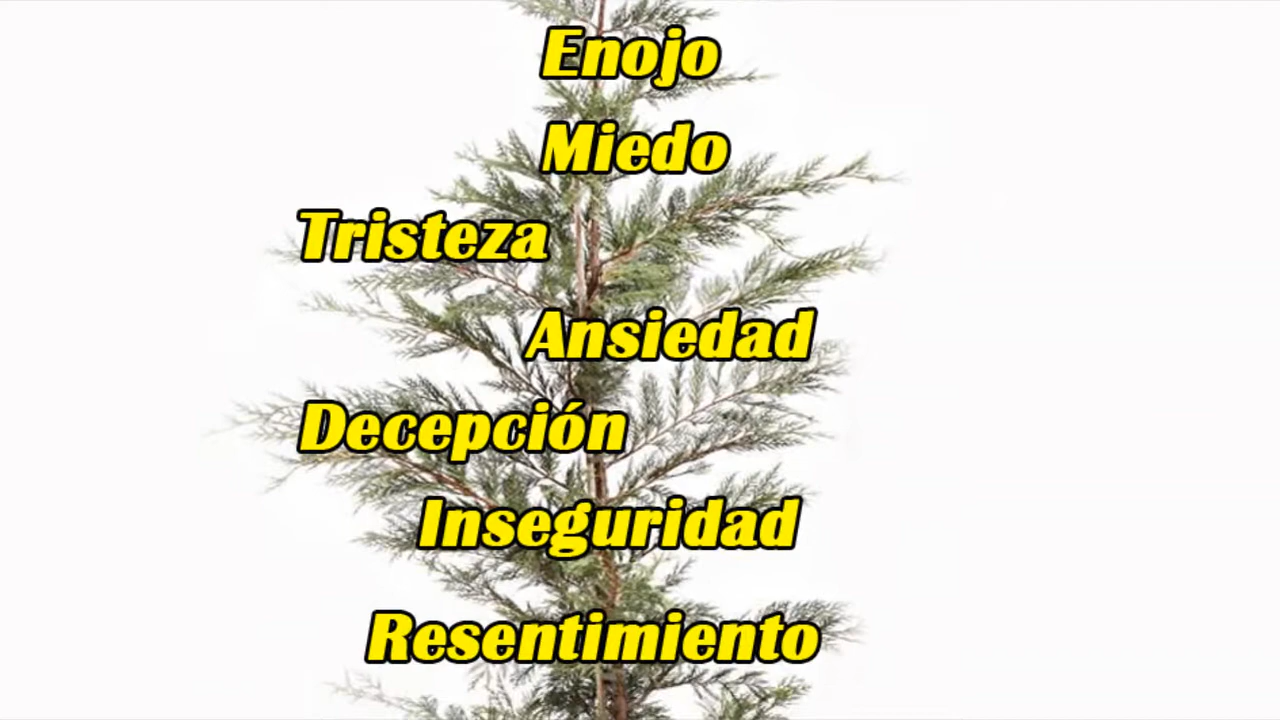 Enojo
Miedo
Tristeza
Ansiedad
Decepción
Inseguridad
Resentimiento